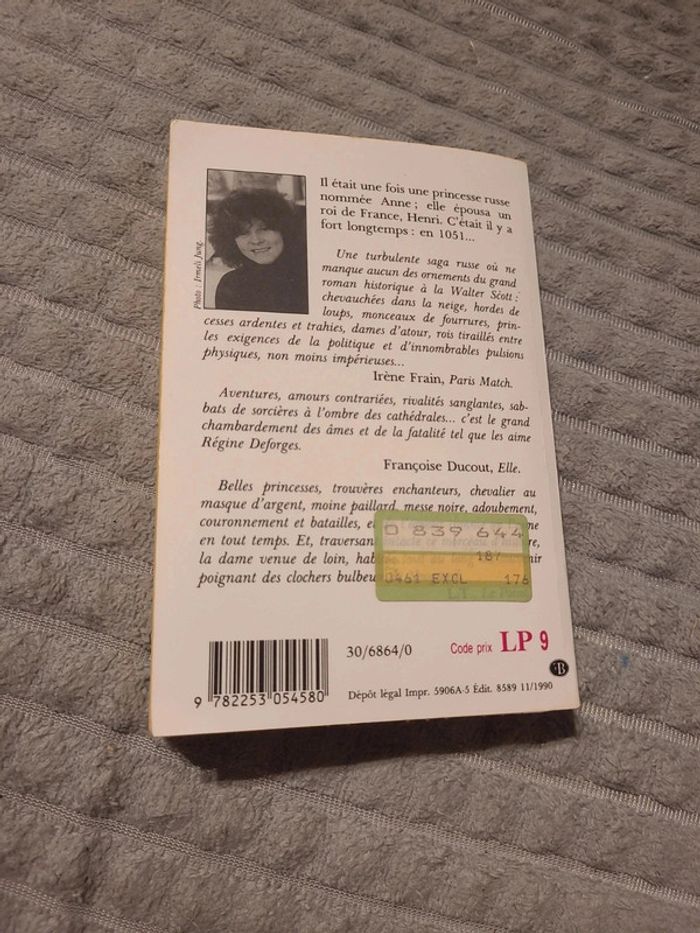 Photo : Irmeli Jung.
Il était une fois une princesse russe
nommée Anne ; elle épousa un
roi de France, Henri. C'était il y a
fort longtemps : en 1051...
Une turbulente saga russe où ne
manque aucun des ornements du grand
roman historique à la Walter Scott :
chevauchées dans la neige, hordes de
loups, monceaux de fourrures, prin-
cesses ardentes et trahies, dames d'atour, rois tiraillés entre
les exigences de la politique et d'innombrables pulsions
physiques, non moins impérieuses...
Irène Frain, Paris Match.
Aventures, amours contrariées, rivalités sanglantes, sab-
bats de sorcières à l'ombre des cathédrales... c'est le grand
chambardement des âmes et de la fatalité tel que les aime
Régine Deforges.
Françoise Ducout, Elle.
Belles princesses, trouvères enchanteurs, chevalier au
masque d'argent, moine paillard, messe noire, adoubement,
couronnement et batailles,
en tout temps. Et,
la dame venue de loin,
poignant des clochers
0 839 644
187
3461 EXCL 176
9 782253 054580
30/6864/0
Code prix LP 9
B
Dépôt légal Impr. 5906A-5 Édit. 8589 11/1990